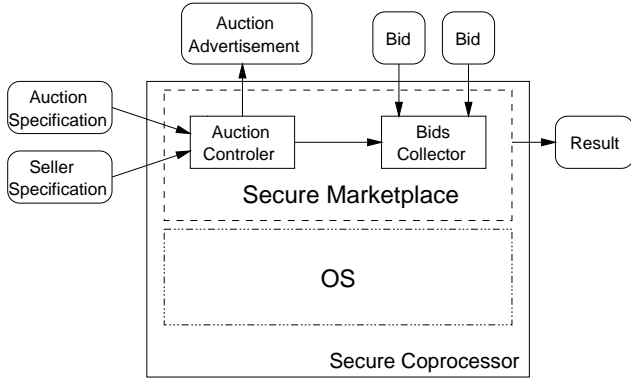 Auction
Advertisement
Bid
Bid
Auction
Specification
Seller
Specification
Auction
Controler
Bids
Collector
Result
Secure Marketplace
OS
Secure Coprocessor